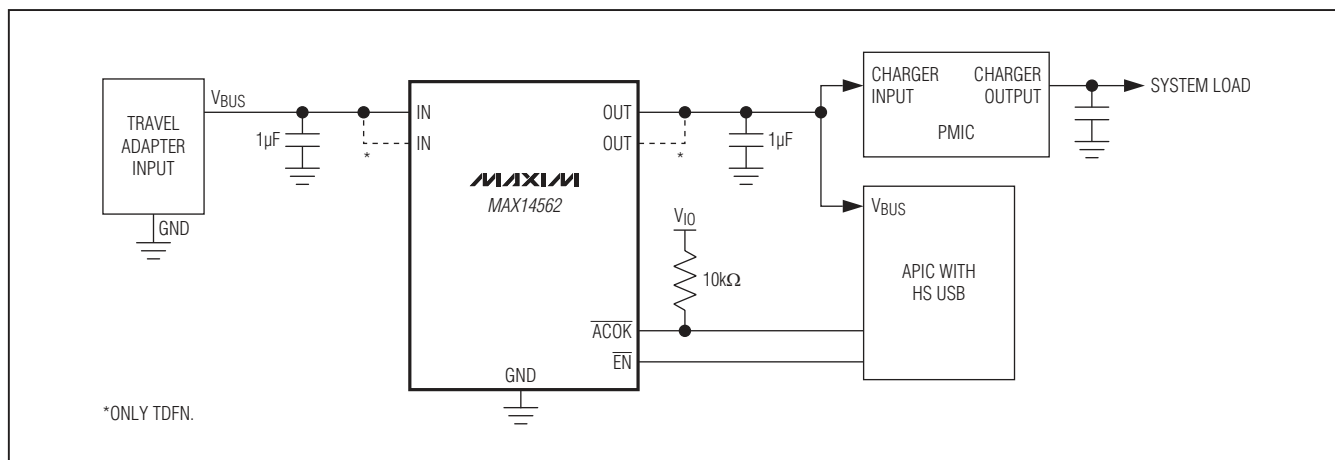 TRAVEL
ADAPTER
INPUT
VBUS
GND
1µF
*
IN
IN
MAXIM
MAX14562
OUT
OUT
*
1µF
CHARGER
INPUT
CHARGER
OUTPUT
PMIC
SYSTEM LOAD
VBUS
APIC WITH
HS USB
VIO
10kΩ
ACOK
EN
GND
*ONLY TDFN.